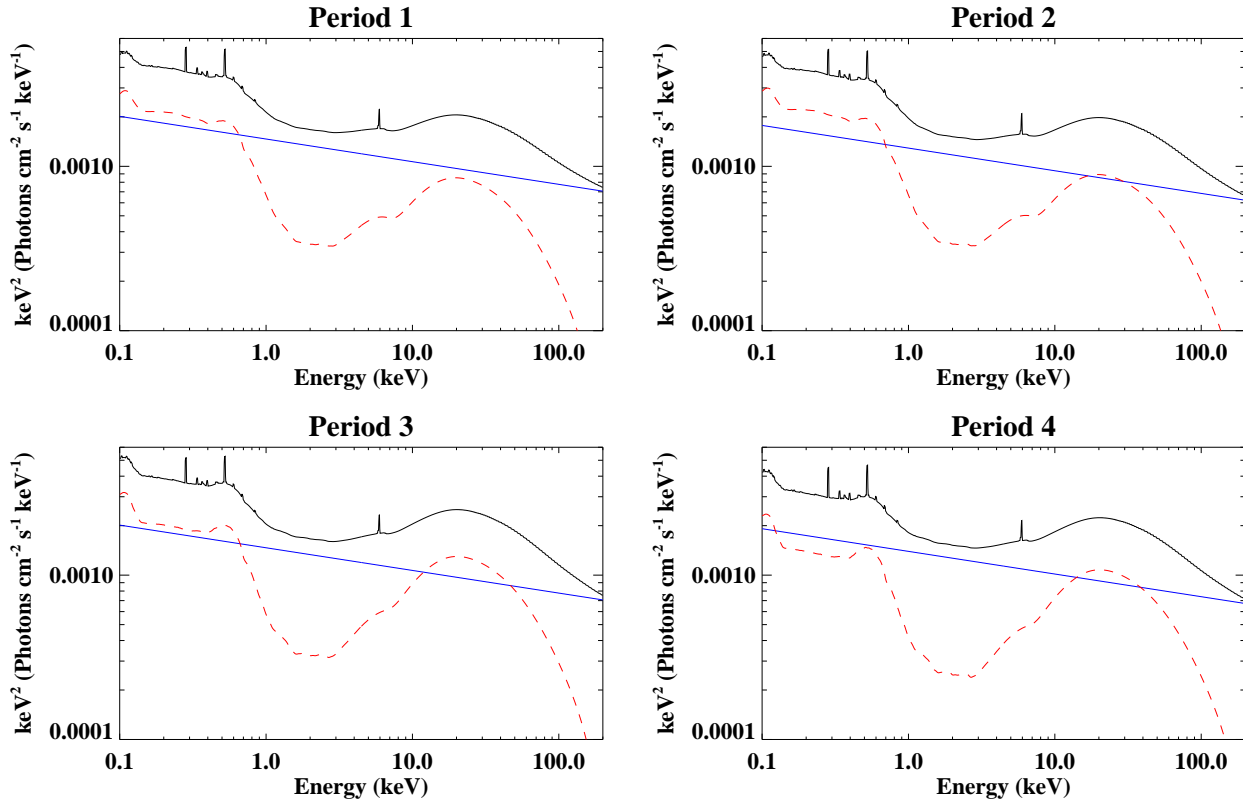 Period 1
keV² (Photons cm⁻² s⁻¹ keV⁻¹)
0.0010
0.0001
0.1 1.0 10.0 100.0
Energy (keV)
Period 2
keV² (Photons cm⁻² s⁻¹ keV⁻¹)
0.0010
0.0001
0.1 1.0 10.0 100.0
Energy (keV)
Period 3
keV² (Photons cm⁻² s⁻¹ keV⁻¹)
0.0010
0.0001
0.1 1.0 10.0 100.0
Energy (keV)
Period 4
keV² (Photons cm⁻² s⁻¹ keV⁻¹)
0.0010
0.0001
0.1 1.0 10.0 100.0
Energy (keV)